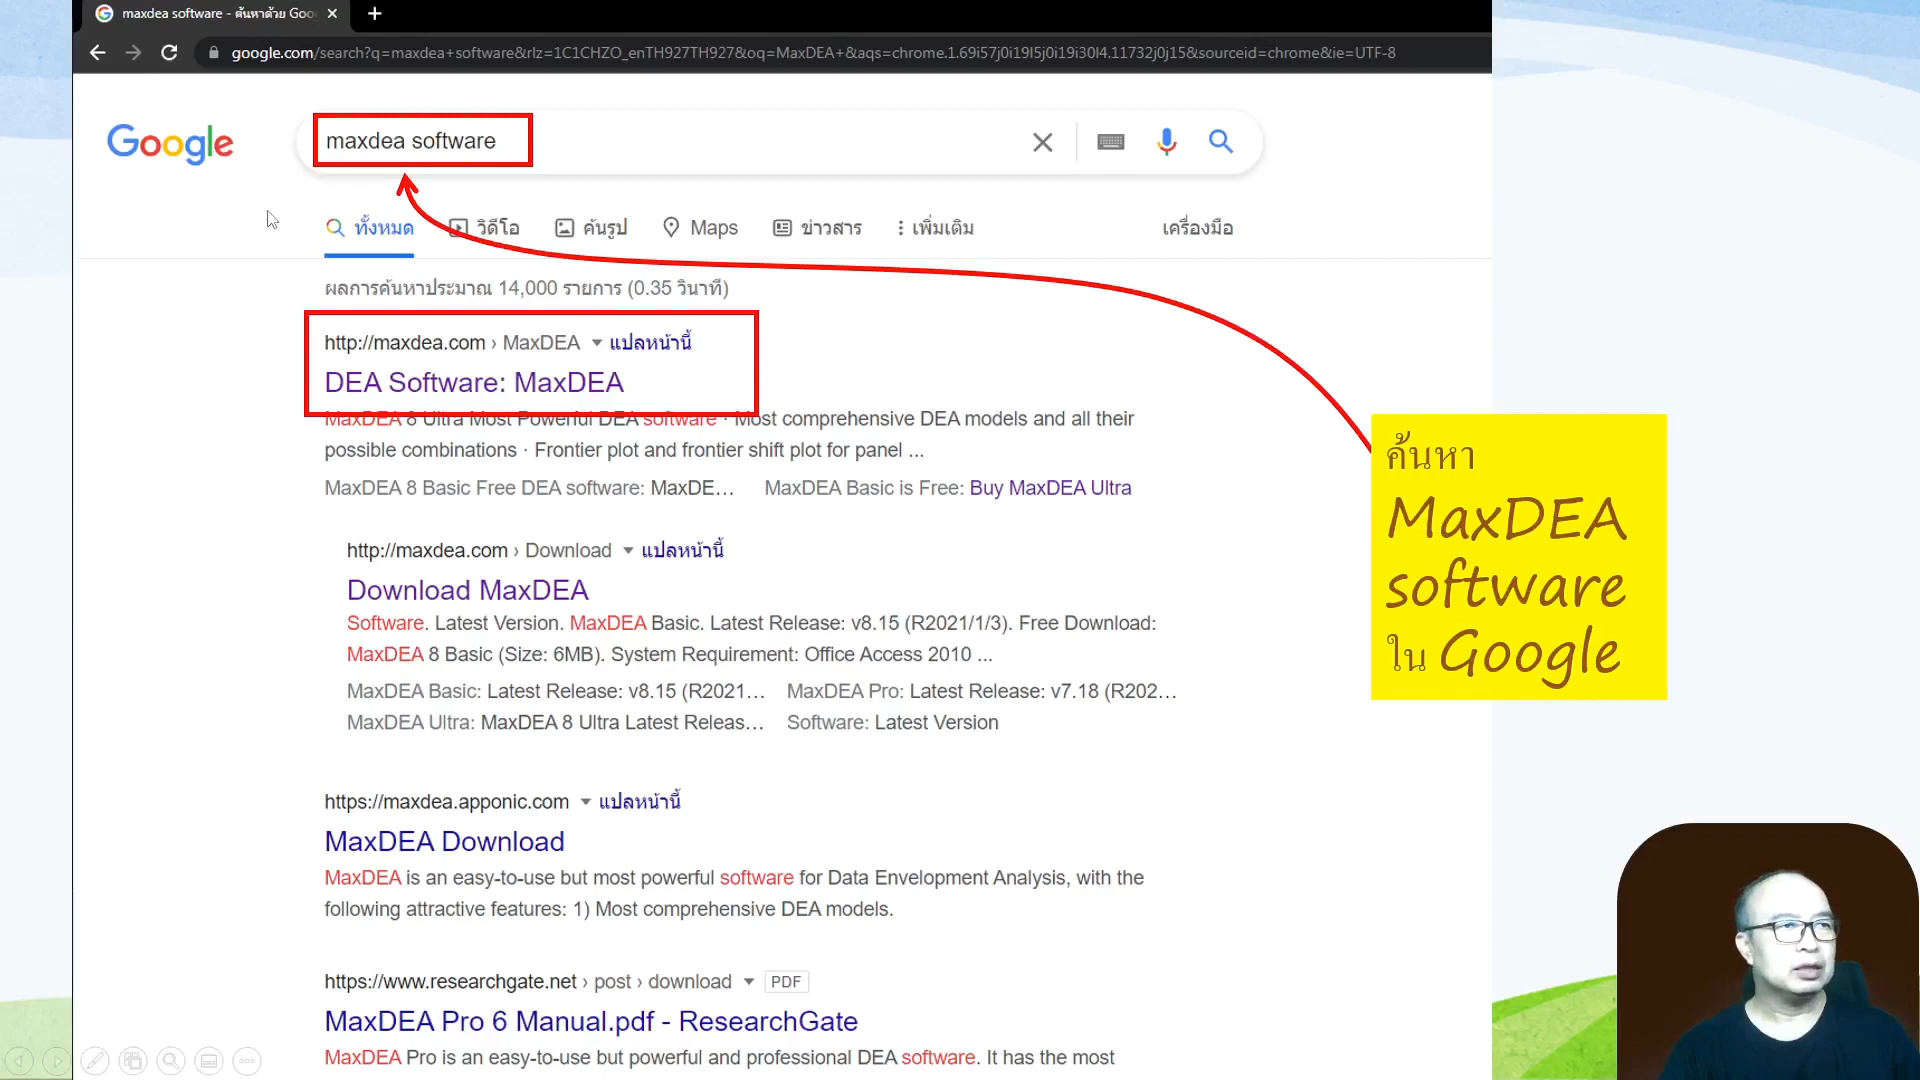 maxdea software - ค้นหาด้วย Goo
google.com/search?q=maxdea+software&rlz=1C1CHZO_enTH927TH927&oq=MaxDEA+&aqs=chrome.1.69i57j0i19l5j0i19i30l4.11732j0j15&sourceid=chrome&ie=UTF-8
Google
maxdea software
ทั้งหมด วิดีโอ ค้นรูป Maps ข่าวสาร เพิ่มเติม เครื่องมือ
ผลการค้นหาประมาณ 14,000 รายการ (0.35 วินาที)
http://maxdea.com › MaxDEA แปลหน้านี้
DEA Software: MaxDEA
MaxDEA 8 Ultra Most Powerful DEA software · Most comprehensive DEA models and all their
possible combinations · Frontier plot and frontier shift plot for panel ...
MaxDEA 8 Basic Free DEA software: MaxDE... MaxDEA Basic is Free: Buy MaxDEA Ultra
http://maxdea.com › Download แปลหน้านี้
Download MaxDEA
Software. Latest Version. MaxDEA Basic. Latest Release: v8.15 (R2021/1/3). Free Download:
MaxDEA 8 Basic (Size: 6MB). System Requirement: Office Access 2010 ...
MaxDEA Basic: Latest Release: v8.15 (R2021... MaxDEA Pro: Latest Release: v7.18 (R202...
MaxDEA Ultra: MaxDEA 8 Ultra Latest Releas... Software: Latest Version
https://maxdea.apponic.com แปลหน้านี้
MaxDEA Download
MaxDEA is an easy-to-use but most powerful software for Data Envelopment Analysis, with the
following attractive features: 1) Most comprehensive DEA models.
https://www.researchgate.net › post › download PDF
MaxDEA Pro 6 Manual.pdf - ResearchGate
MaxDEA Pro is an easy-to-use but powerful and professional DEA software. It has the most
ค้นหา
MaxDEA
software
ใน Google